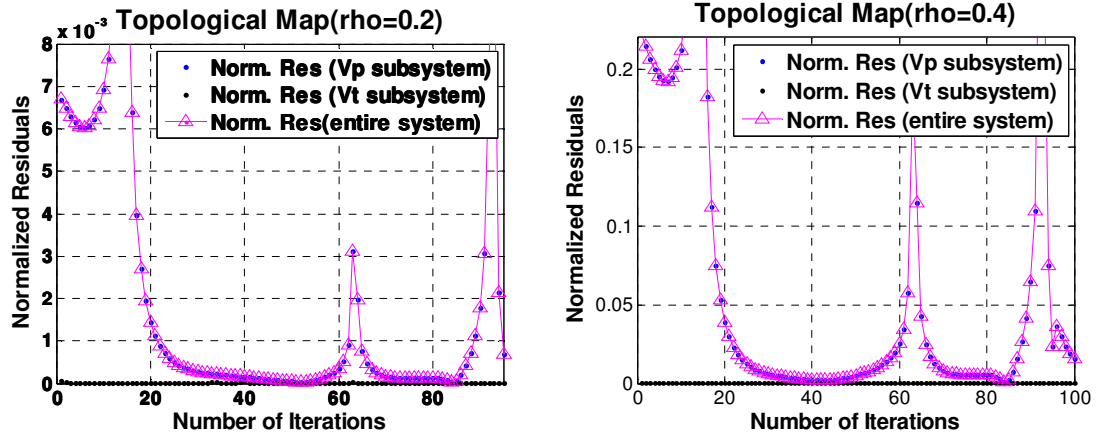 Topological Map(rho=0.2)
x 10⁻³
8
7
6
5
4
3
2
1
0
Normalized Residuals
Norm. Res (Vp subsystem)
Norm. Res (Vt subsystem)
Norm. Res(entire system)
0 20 40 60 80
Number of Iterations
Topological Map(rho=0.4)
0.2
0.15
0.1
0.05
0
Normalized Residuals
Norm. Res (Vp subsystem)
Norm. Res (Vt subsystem)
Norm. Res (entire system)
0 20 40 60 80 100
Number of Iterations